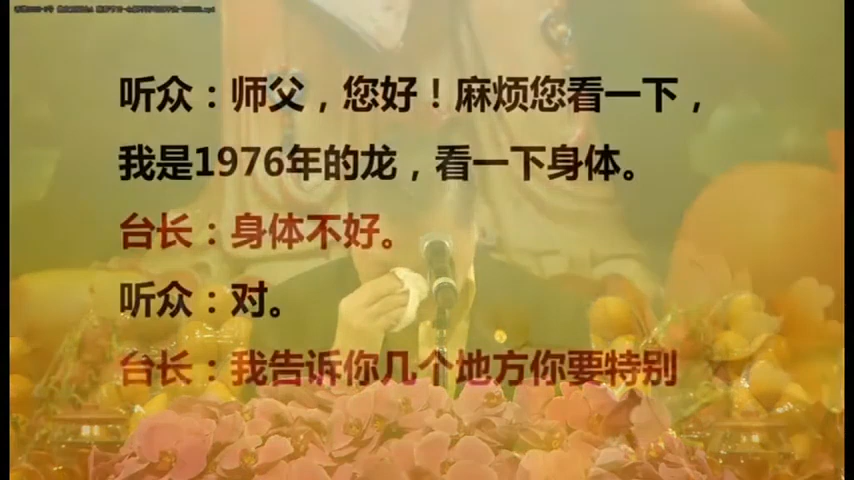 听众：师父，您好！麻烦您看一下，
我是1976年的龙，看一下身体。
台长：身体不好。
听众：对。
台长：我告诉你几个地方你要特别